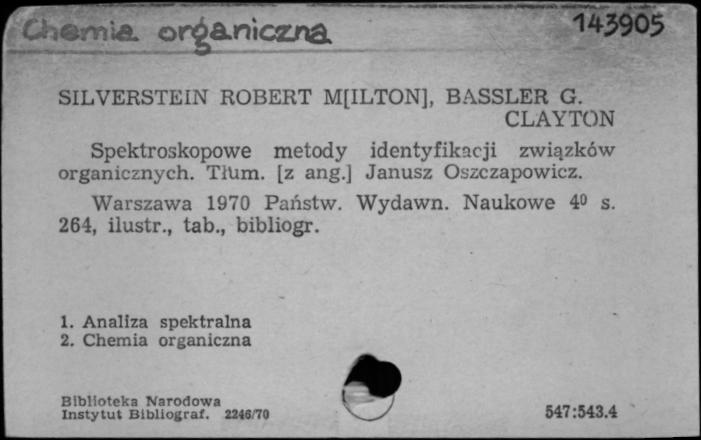 Chemia organiczna
143905
SILVERSTEIN ROBERT M[ILTON], BASSLER G.
CLAYTON
Spektroskopowe metody identyfikacji związków
organicznych. Tłum. [z ang.] Janusz Oszczapowicz.
Warszawa 1970 Państw. Wydawn. Naukowe 4⁰ s.
264, ilustr., tab., bibliogr.
1. Analiza spektralna
2. Chemia organiczna
Biblioteka Narodowa
Instytut Bibliograf. 2246/70
547:543.4